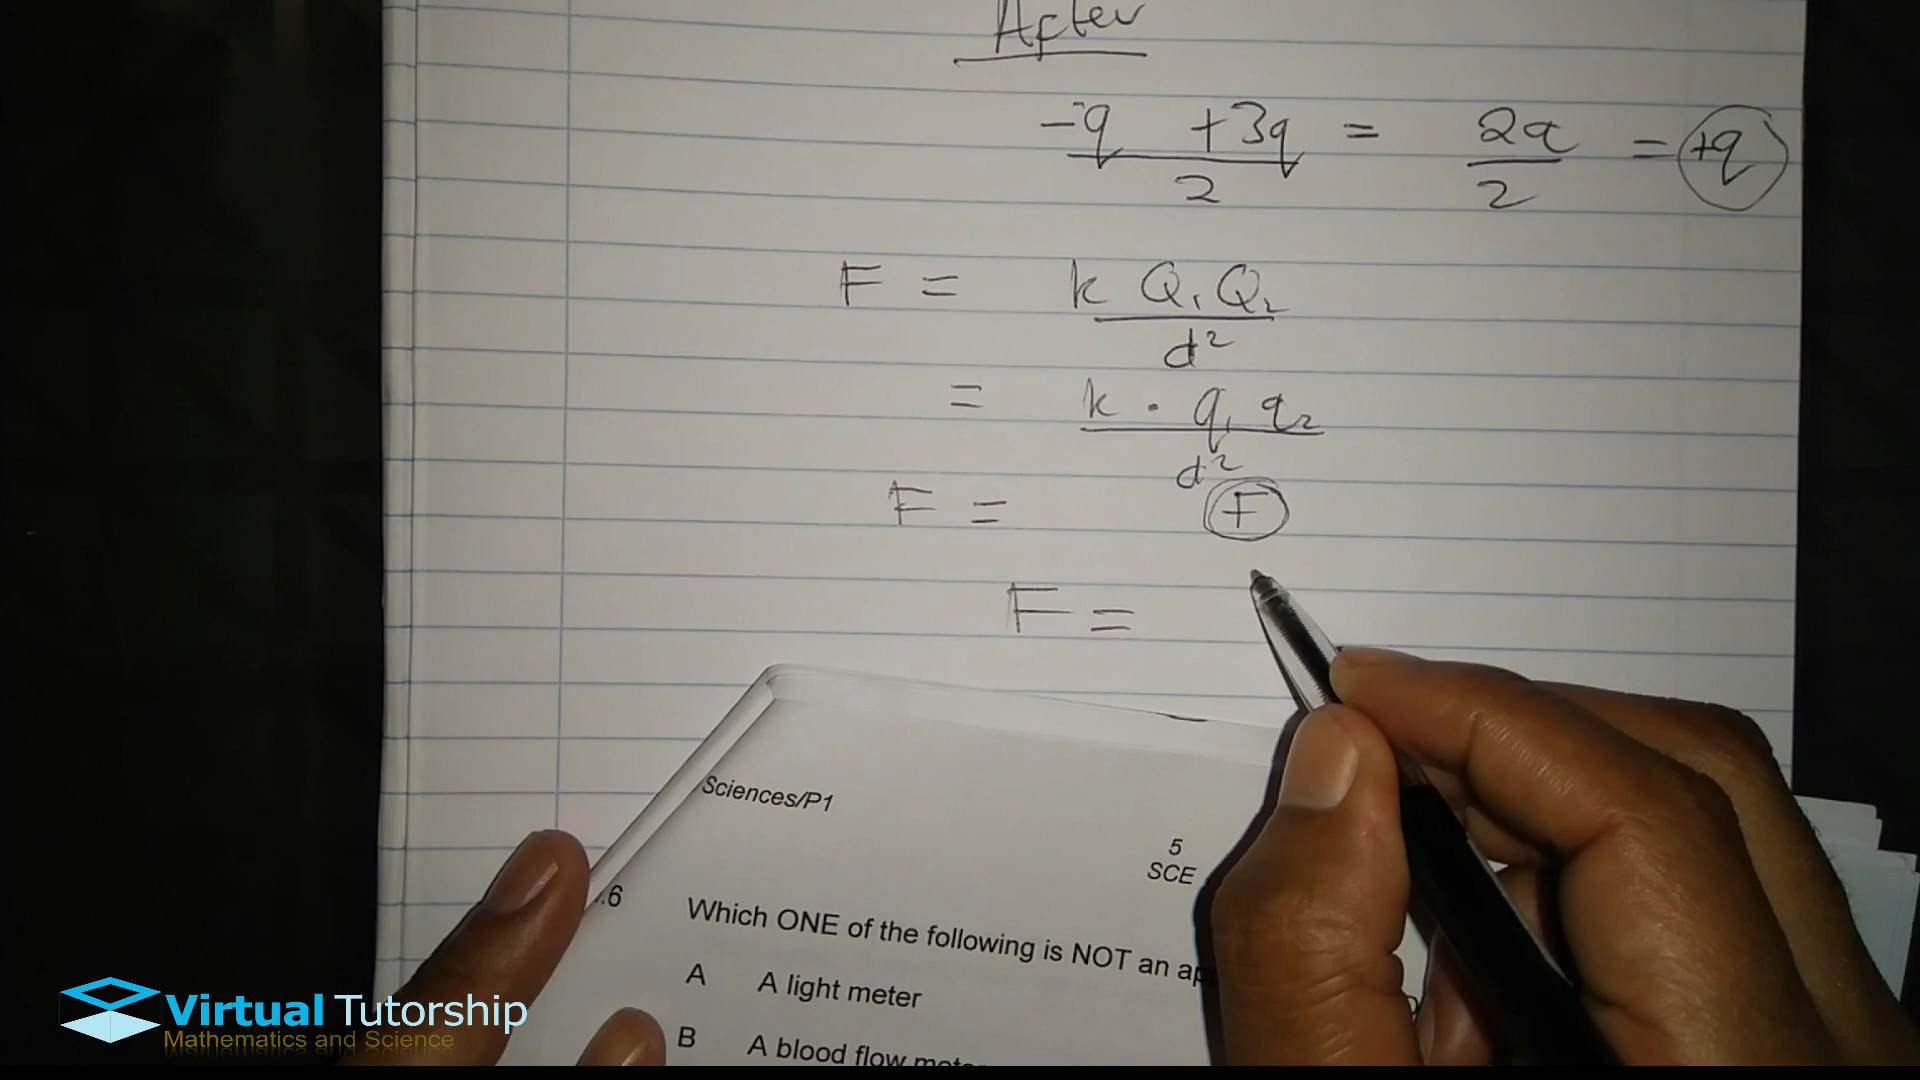 After
-q +3q = 2q = +q
2 2
F = k Q₁ Q₂
d²
= k · q₁ q₂
d²
F = F
F =
Sciences/P1
5
SCE
.6 Which ONE of the following is NOT an
A A light meter
B A blood flow
Virtual Tutorship
Mathematics and Science